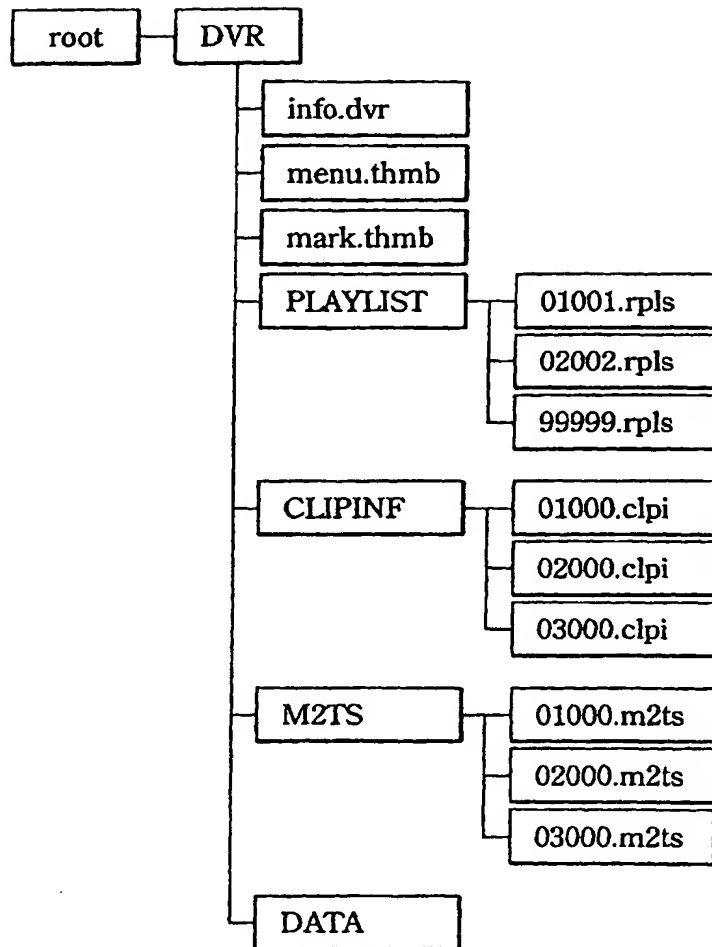 root
DVR
info.dvr
menu.thmb
mark.thmb
PLAYLIST
01001.rpls
02002.rpls
99999.rpls
CLIPINF
01000.clpi
02000.clpi
03000.clpi
M2TS
01000.m2ts
02000.m2ts
03000.m2ts
DATA